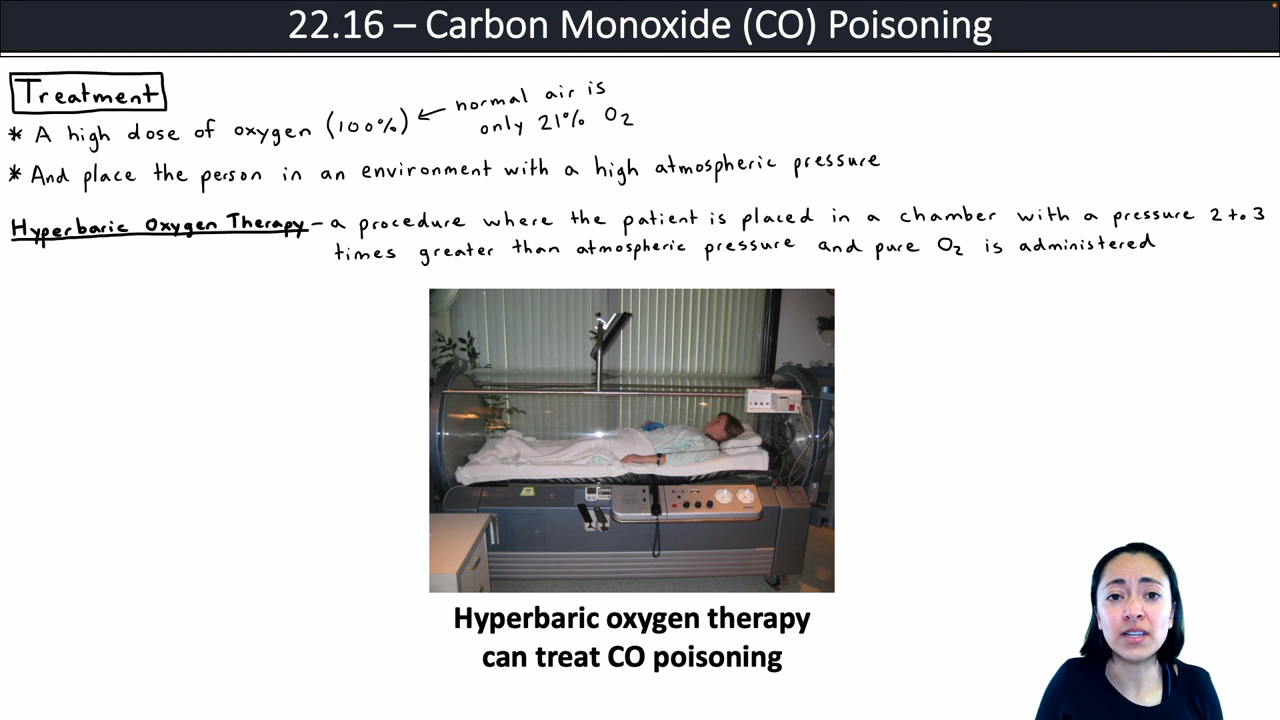 22.16 – Carbon Monoxide (CO) Poisoning
Treatment
* A high dose of oxygen (100%) ← normal air is
only 21% O₂
* And place the person in an environment with a high atmospheric pressure
Hyperbaric Oxygen Therapy – a procedure where the patient is placed in a chamber with a pressure 2 to 3
times greater than atmospheric pressure and pure O₂ is administered
Hyperbaric oxygen therapy
can treat CO poisoning